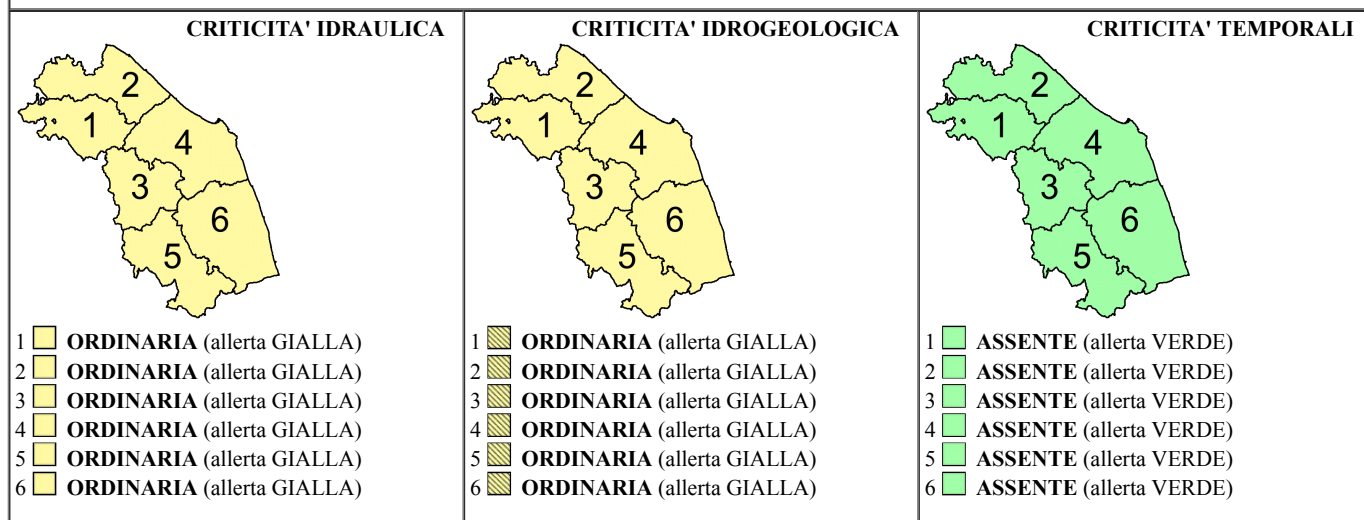 CRITICITA' IDRAULICA
2
1
4
3
6
5
1 ORDINARIA (allerta GIALLA)
2 ORDINARIA (allerta GIALLA)
3 ORDINARIA (allerta GIALLA)
4 ORDINARIA (allerta GIALLA)
5 ORDINARIA (allerta GIALLA)
6 ORDINARIA (allerta GIALLA)
CRITICITA' IDROGEOLOGICA
2
1
4
3
6
5
1 ORDINARIA (allerta GIALLA)
2 ORDINARIA (allerta GIALLA)
3 ORDINARIA (allerta GIALLA)
4 ORDINARIA (allerta GIALLA)
5 ORDINARIA (allerta GIALLA)
6 ORDINARIA (allerta GIALLA)
CRITICITA' TEMPORALI
2
1
4
3
6
5
1 ASSENTE (allerta VERDE)
2 ASSENTE (allerta VERDE)
3 ASSENTE (allerta VERDE)
4 ASSENTE (allerta VERDE)
5 ASSENTE (allerta VERDE)
6 ASSENTE (allerta VERDE)